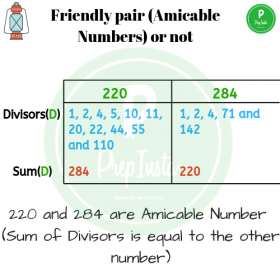 Friendly pair (Amicable
Numbers) or not
P
Prep Insta
220 284
Divisors(D) 1, 2, 4, 5, 10, 11, 1, 2, 4, 71 and
20, 22, 44, 55 142
and 110
Sum(D) 284 220
PrepInsta
220 and 284 are Amicable Number
(Sum of Divisors is equal to the other
number)